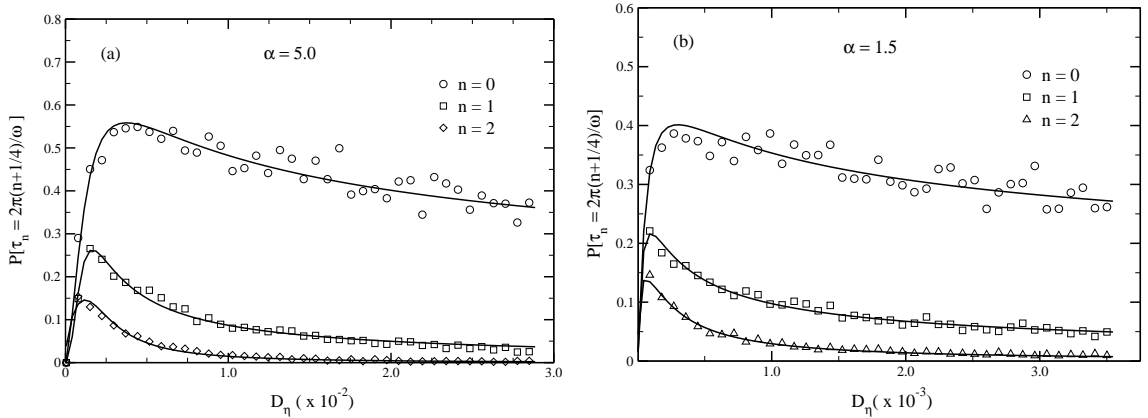 (a)
α = 5.0
n = 0
n = 1
n = 2
0.8
0.7
0.6
0.5
0.4
0.3
0.2
0.1
0
P[τn = 2π(n+1/4)/ω]
0
1.0
2.0
3.0
Dη ( x 10-2)
(b)
α = 1.5
n = 0
n = 1
n = 2
0.6
0.5
0.4
0.3
0.2
0.1
0
P[τn = 2π(n+1/4)/ω]
1.0
2.0
3.0
Dη( x 10-3)